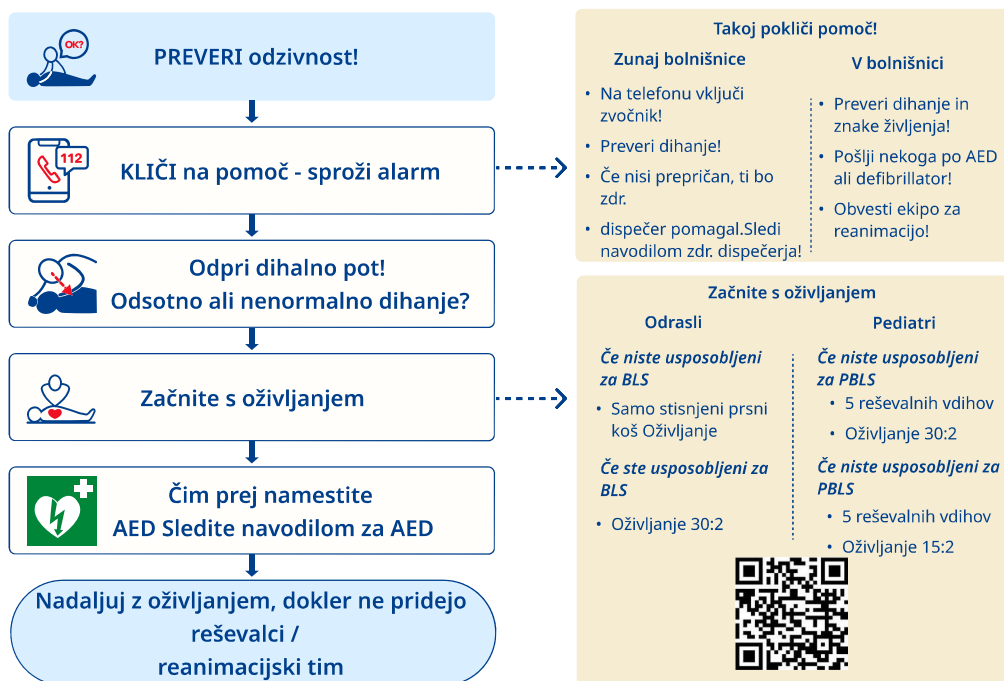 OK?
PREVERI odzivnost!
112
KLIČI na pomoč - sproži alarm
Odpri dihalno pot!
Odsotno ali nenormalno dihanje?
Začnite s oživljanjem
Čim prej namestite
AED Sledite navodilom za AED
Nadaljuj z oživljanjem, dokler ne pridejo
reševalci /
reanimacijski tim
Takoj pokliči pomoč!
Zunaj bolnišnice
• Na telefonu vključi
zvočnik!
• Preveri dihanje!
• Če nisi prepričan, ti bo
zdr.
• dispečer pomagal.Sledi
navodilom zdr. dispečerja!
V bolnišnici
• Preveri dihanje in
znake življenja!
• Pošlji nekoga po AED
ali defibrillator!
• Obvesti ekipo za
reanimacijo!
Začnite s oživljanjem
Odrasli
Če niste usposobljeni
za BLS
• Samo stisnjeni prsni
koš Oživljanje
Če ste usposobljeni za
BLS
• Oživljanje 30:2
Pediatri
Če niste usposobljeni
za PBLS
• 5 reševalnih vdihov
• Oživljanje 30:2
Če niste usposobljeni za
PBLS
• 5 reševalnih vdihov
• Oživljanje 15:2